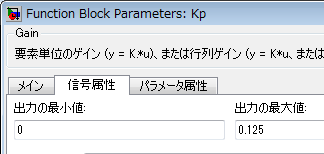 Function Block Parameters: Kp
Gain
要素単位のゲイン (y = K.*u)、または行列ゲイン (y = K*u、または
メイン 信号属性 パラメータ属性
出力の最小値: 出力の最大値:
0 0.125